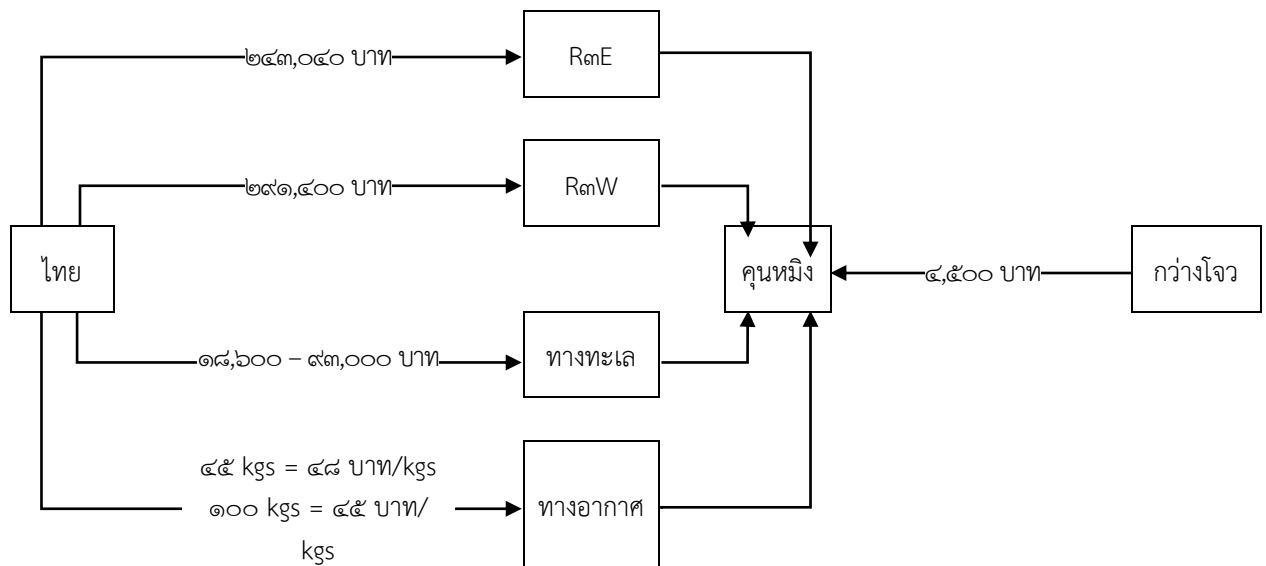 ๒๔๓,๐๔๐ บาท
R๓E
๒๙๑,๔๐๐ บาท
R๓W
ไทย
คุนหมิง
๔,๕๐๐ บาท
กว่างโจว
๑๘,๖๐๐ – ๙๓,๐๐๐ บาท
ทางทะเล
๔๕ kgs = ๔๘ บาท/kgs
๑๐๐ kgs = ๔๕ บาท/
kgs
ทางอากาศ